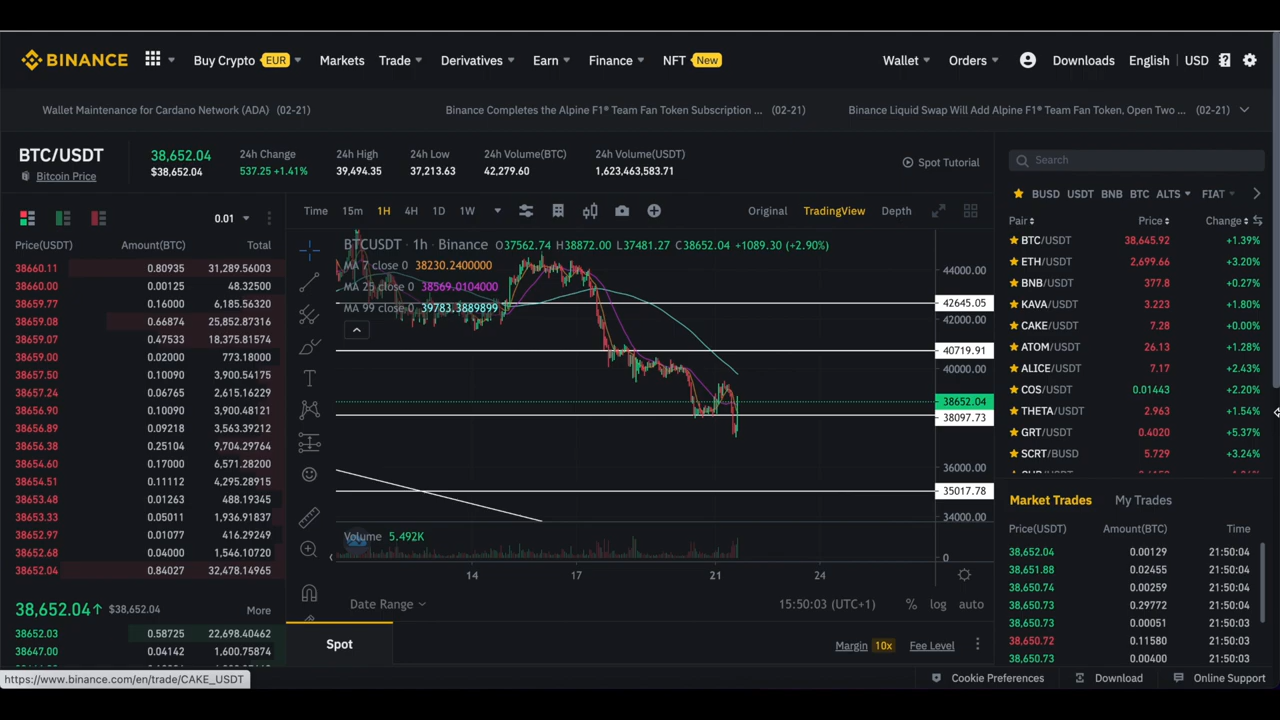 BINANCE Buy Crypto EUR Markets Trade Derivatives Earn Finance NFT New Wallet Orders Downloads English USD
Wallet Maintenance for Cardano Network (ADA) (02-21) Binance Completes the Alpine F1® Team Fan Token Subscription ... (02-21) Binance Liquid Swap Will Add Alpine F1® Team Fan Token, Open Two ... (02-21)
BTC/USDT
Bitcoin Price
38,652.04
$38,652.04
24h Change
537.25 +1.41%
24h High
39,494.35
24h Low
37,213.63
24h Volume(BTC)
42,279.60
24h Volume(USDT)
1,623,463,583.71
Spot Tutorial
0.01
Price(USDT) Amount(BTC) Total
38660.11 0.80935 31,289.56003
38660.00 0.00125 48.32500
38659.77 0.16000 6,185.56320
38659.08 0.66874 25,852.87316
38659.07 0.47533 18,375.81574
38659.00 0.02000 773.18000
38657.50 0.10090 3,900.54175
38657.24 0.06765 2,615.16229
38656.90 0.10090 3,900.48121
38656.89 0.09218 3,563.39212
38656.38 0.25104 9,704.29764
38654.60 0.17000 6,571.28200
38654.51 0.11112 4,295.28915
38653.48 0.01263 488.19345
38653.33 0.05011 1,936.91837
38652.97 0.01077 416.29249
38652.68 0.04000 1,546.10720
38652.04 0.84027 32,478.14965
38,652.04↑ $38,652.04 More
38652.03 0.58725 22,698.40462
38647.00 0.04142 1,600.75874
https://www.binance.com/en/trade/CAKE_USDT
Time 15m 1H 4H 1D 1W Original TradingView Depth
BTCUSDT 1h Binance O37562.74 H38872.00 L37481.27 C38652.04 +1089.30 (+2.90%)
MA 7 close 0 38230.2400000
MA 25 close 0 38569.0104000
MA 99 close 0 39783.3889899
Volume 5.492K
44000.00
42645.05
42000.00
40719.91
40000.00
38652.04
38097.73
36000.00
35017.78
34000.00
0
14 17 21 24
Date Range 15:50:03 (UTC+1) % log auto
Spot Margin 10x Fee Level
Search
BUSD USDT BNB BTC ALTS FIAT
Pair Price Change
BTC/USDT 38,645.92 +1.39%
ETH/USDT 2,699.66 +3.20%
BNB/USDT 377.8 +0.27%
KAVA/USDT 3.223 +1.80%
CAKE/USDT 7.28 +0.00%
ATOM/USDT 26.13 +1.28%
ALICE/USDT 7.17 +2.43%
COS/USDT 0.01443 +2.20%
THETA/USDT 2.963 +1.54%
GRT/USDT 0.4020 +5.37%
SCRT/BUSD 5.729 +3.24%
Market Trades My Trades
Price(USDT) Amount(BTC) Time
38,652.04 0.00129 21:50:04
38,651.88 0.02455 21:50:04
38,650.74 0.00259 21:50:04
38,650.73 0.29772 21:50:04
38,650.73 0.00051 21:50:03
38,650.72 0.11580 21:50:03
38,650.73 0.00400 21:50:03
Cookie Preferences Download Online Support